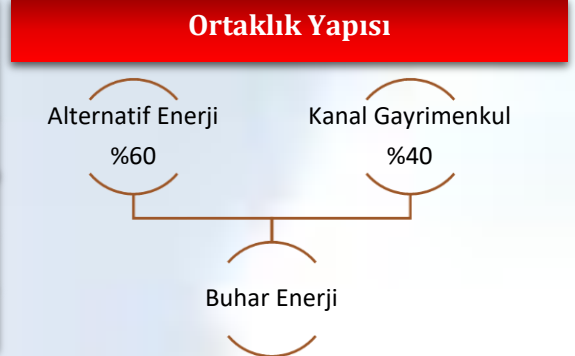 Ortaklık Yapısı
Alternatif Enerji
%60
Kanal Gayrimenkul
%40
Buhar Enerji